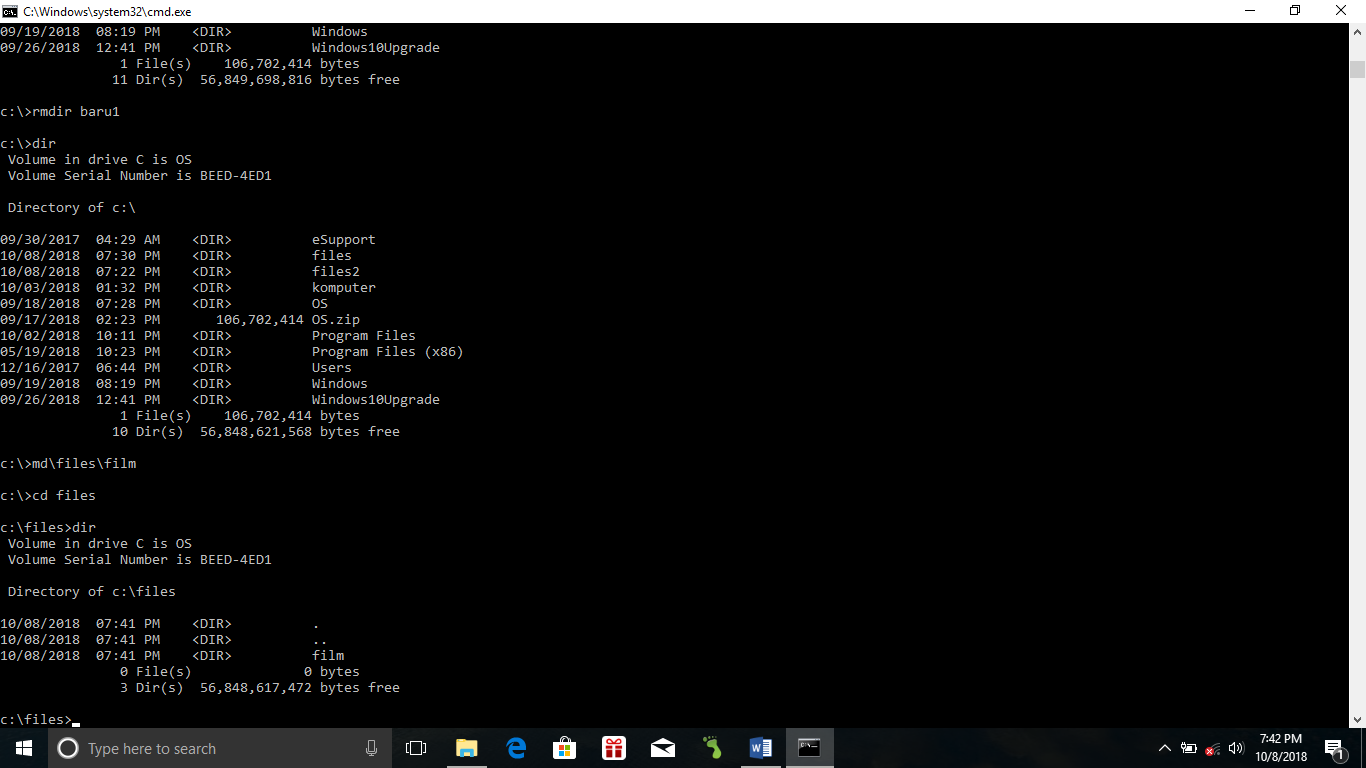 C:\Windows\system32\cmd.exe
09/19/2018  08:19 PM    <DIR>          Windows
09/26/2018  12:41 PM    <DIR>          Windows10Upgrade
               1 File(s)    106,702,414 bytes
              11 Dir(s)  56,849,698,816 bytes free
c:\>rmdir baru1
c:\>dir
 Volume in drive C is OS
 Volume Serial Number is BEED-4ED1
 Directory of c:\
09/30/2017  04:29 AM    <DIR>          eSupport
10/08/2018  07:30 PM    <DIR>          files
10/08/2018  07:22 PM    <DIR>          files2
10/03/2018  01:32 PM    <DIR>          komputer
09/18/2018  07:28 PM    <DIR>          OS
09/17/2018  02:23 PM       106,702,414 OS.zip
10/02/2018  10:11 PM    <DIR>          Program Files
05/19/2018  10:23 PM    <DIR>          Program Files (x86)
12/16/2017  06:44 PM    <DIR>          Users
09/19/2018  08:19 PM    <DIR>          Windows
09/26/2018  12:41 PM    <DIR>          Windows10Upgrade
               1 File(s)    106,702,414 bytes
              10 Dir(s)  56,848,621,568 bytes free
c:\>md\files\film
c:\>cd files
c:\files>dir
 Volume in drive C is OS
 Volume Serial Number is BEED-4ED1
 Directory of c:\files
10/08/2018  07:41 PM    <DIR>          .
10/08/2018  07:41 PM    <DIR>          ..
10/08/2018  07:41 PM    <DIR>          film
               0 File(s)              0 bytes
               3 Dir(s)  56,848,617,472 bytes free
c:\files>
Type here to search
7:42 PM
10/8/2018
1